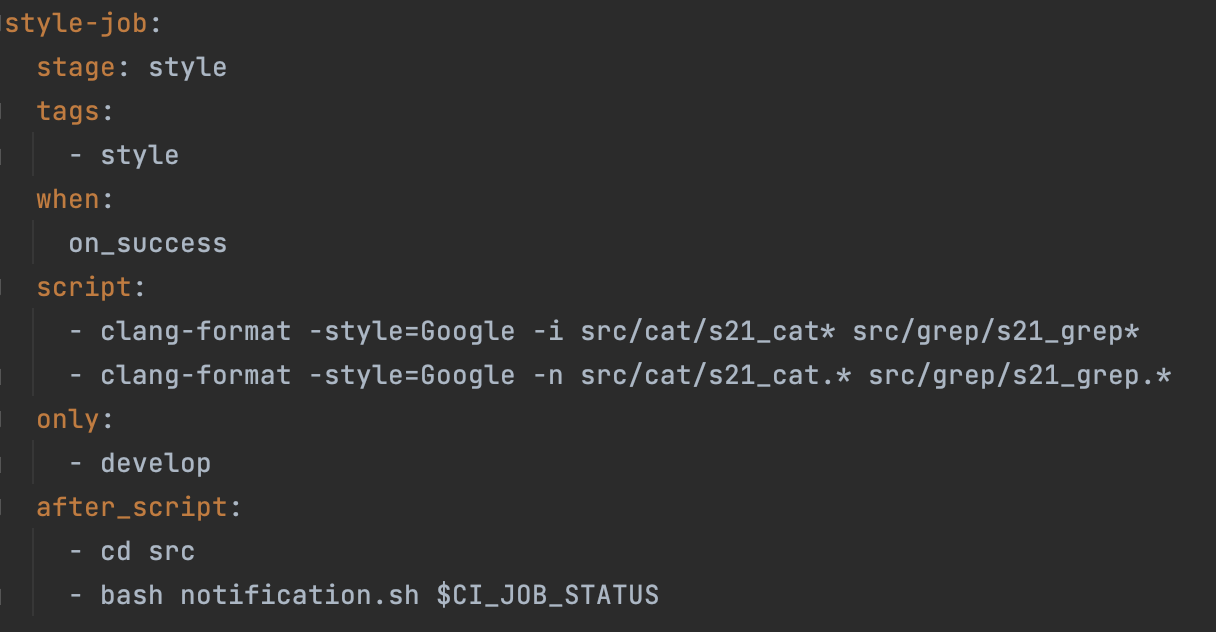 style-job:
  stage: style
  tags:
    - style
  when:
    on_success
  script:
    - clang-format -style=Google -i src/cat/s21_cat* src/grep/s21_grep*
    - clang-format -style=Google -n src/cat/s21_cat.* src/grep/s21_grep.*
  only:
    - develop
  after_script:
    - cd src
    - bash notification.sh $CI_JOB_STATUS